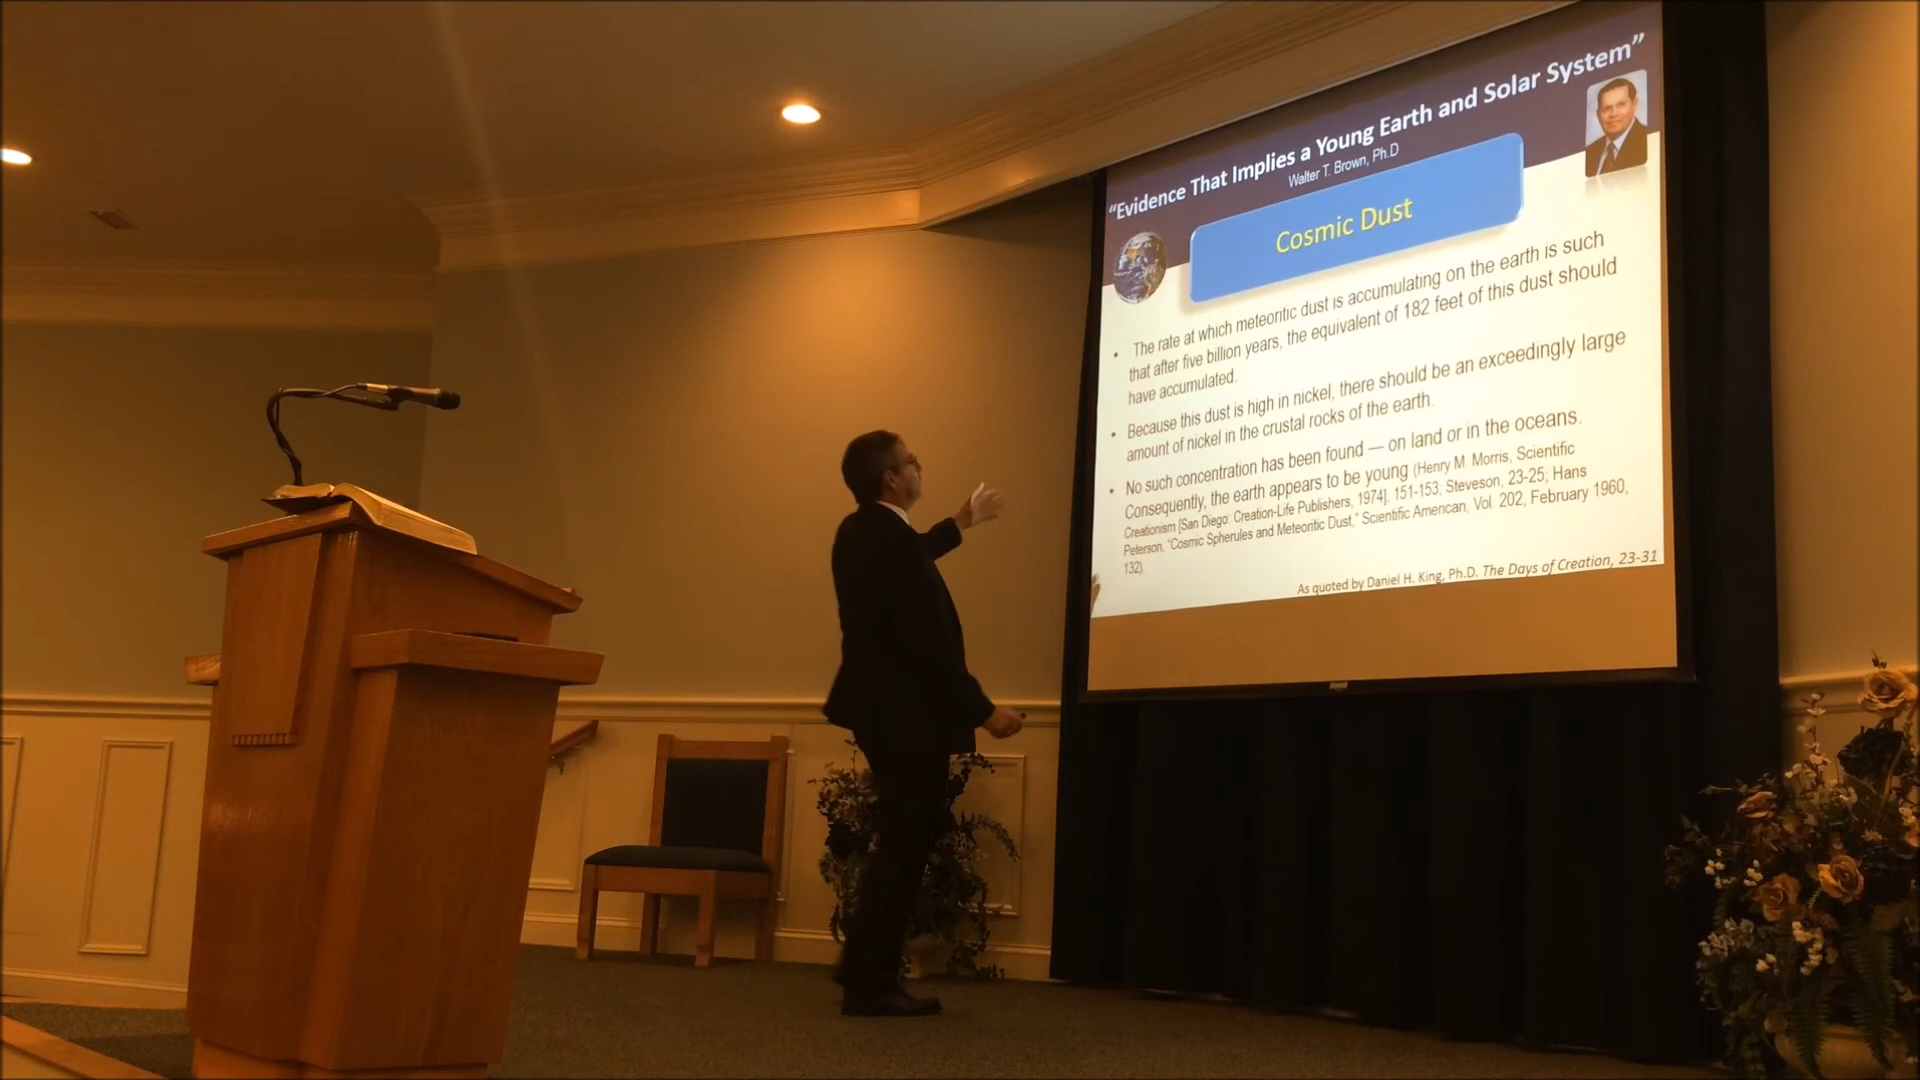 “Evidence That Implies a Young Earth and Solar System”
Walter T. Brown, Ph.D
Cosmic Dust
• The rate at which meteoritic dust is accumulating on the earth is such
that after five billion years, the equivalent of 182 feet of this dust should
have accumulated.
• Because this dust is high in nickel, there should be an exceedingly large
amount of nickel in the crustal rocks of the earth.
• No such concentration has been found — on land or in the oceans.
Consequently, the earth appears to be young (Henry M. Morris, Scientific
Creationism [San Diego: Creation-Life Publishers, 1974], 151-153; Steveson, 23-25; Hans
Peterson, “Cosmic Spherules and Meteoritic Dust,” Scientific American, Vol. 202, February 1960,
132).
As quoted by Daniel H. King, Ph.D. The Days of Creation, 23-31